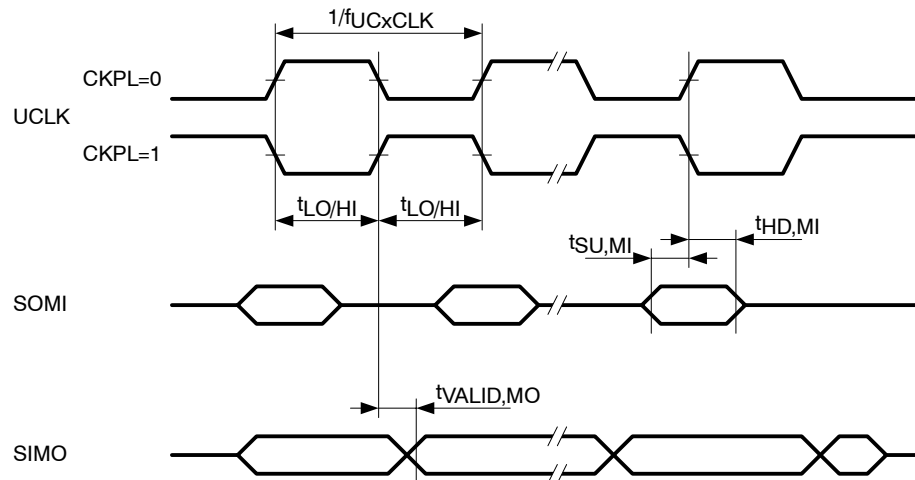 1/fUCxCLK
CKPL=0
UCLK
CKPL=1
tLO/HI tLO/HI
tHD,MI
tSU,MI
SOMI
tVALID,MO
SIMO